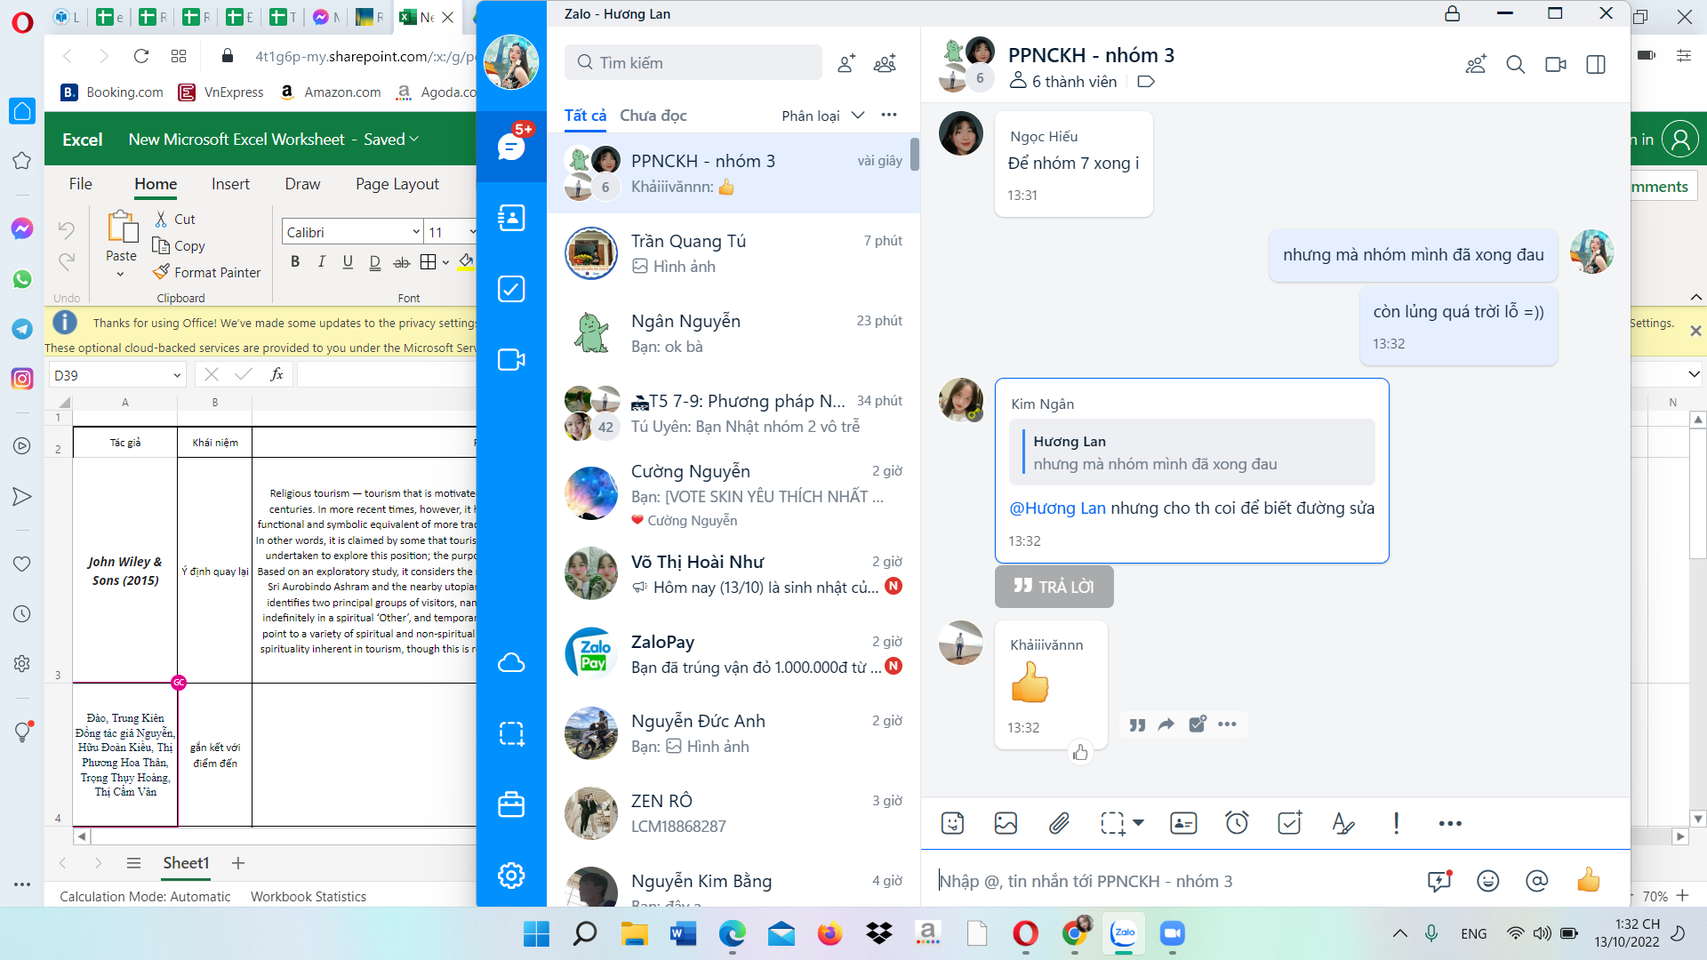 Zalo - Hương Lan
4t1g6p-my.sharepoint.com/:x:/g/pe
Booking.com
VnExpress
Amazon.com
Agoda.co
Excel
New Microsoft Excel Worksheet - Saved
n in
File
Home
Insert
Draw
Page Layout
mments
Paste
Cut
Copy
Format Painter
Undo
Clipboard
Calibri
11
B I U D ab
Font
Thanks for using Office! We've made some updates to the privacy settings
Settings.
These optional cloud-backed services are provided to you under the Microsoft Serv
D39
fx
A
B
N
1
2
3
4
Tác giả
Khái niệm
John Wiley &
Sons (2015)
Ý định quay lại
Religious tourism — tourism that is motivate
centuries. In more recent times, however, it h
functional and symbolic equivalent of more trac
In other words, it is claimed by some that touris
undertaken to explore this position; the purpo
Based on an exploratory study, it considers the
Sri Aurobindo Ashram and the nearby utopian
identifies two principal groups of visitors, nam
indefinitely in a spiritual 'Other', and temporar
point to a variety of spiritual and non-spiritual
spirituality inherent in tourism, though this is r
GC
Đào, Trung Kiên
Đồng tác giả Nguyễn,
Hữu Đoàn Kiều, Thị
Phương Hoa Thân,
Trọng Thụy Hoàng,
Thị Cẩm Vân
gắn kết với
điểm đến
Sheet1
Calculation Mode: Automatic
Workbook Statistics
70%
5+
Tìm kiếm
Tất cả
Chưa đọc
Phân loại
PPNCKH - nhóm 3
vài giây
6
Khảiiivănnn: 👍
Trần Quang Tú
7 phút
Hình ảnh
Ngân Nguyễn
23 phút
Bạn: ok bà
T5 7-9: Phương pháp N...
34 phút
42
Tú Uyên: Bạn Nhật nhóm 2 vô trễ
Cường Nguyễn
2 giờ
Bạn: [VOTE SKIN YÊU THÍCH NHẤT ...
Cường Nguyễn
Võ Thị Hoài Như
2 giờ
Hôm nay (13/10) là sinh nhật củ...
N
ZaloPay
2 giờ
Zalo
Pay
Bạn đã trúng vận đỏ 1.000.000đ từ ...
N
Nguyễn Đức Anh
2 giờ
Bạn: Hình ảnh
ZEN RÔ
3 giờ
LCM18868287
Nguyễn Kim Bằng
4 giờ
Bạn: đây ạ
PPNCKH - nhóm 3
6
6 thành viên
Ngọc Hiếu
Để nhóm 7 xong i
13:31
nhưng mà nhóm mình đã xong đau
còn lủng quá trời lỗ =))
13:32
Kim Ngân
Hương Lan
nhưng mà nhóm mình đã xong đau
@Hương Lan nhưng cho th coi để biết đường sửa
13:32
TRẢ LỜI
Khảiiivănnn
👍
13:32
Nhập @, tin nhắn tới PPNCKH - nhóm 3
Zalo
ENG
1:32 CH
13/10/2022